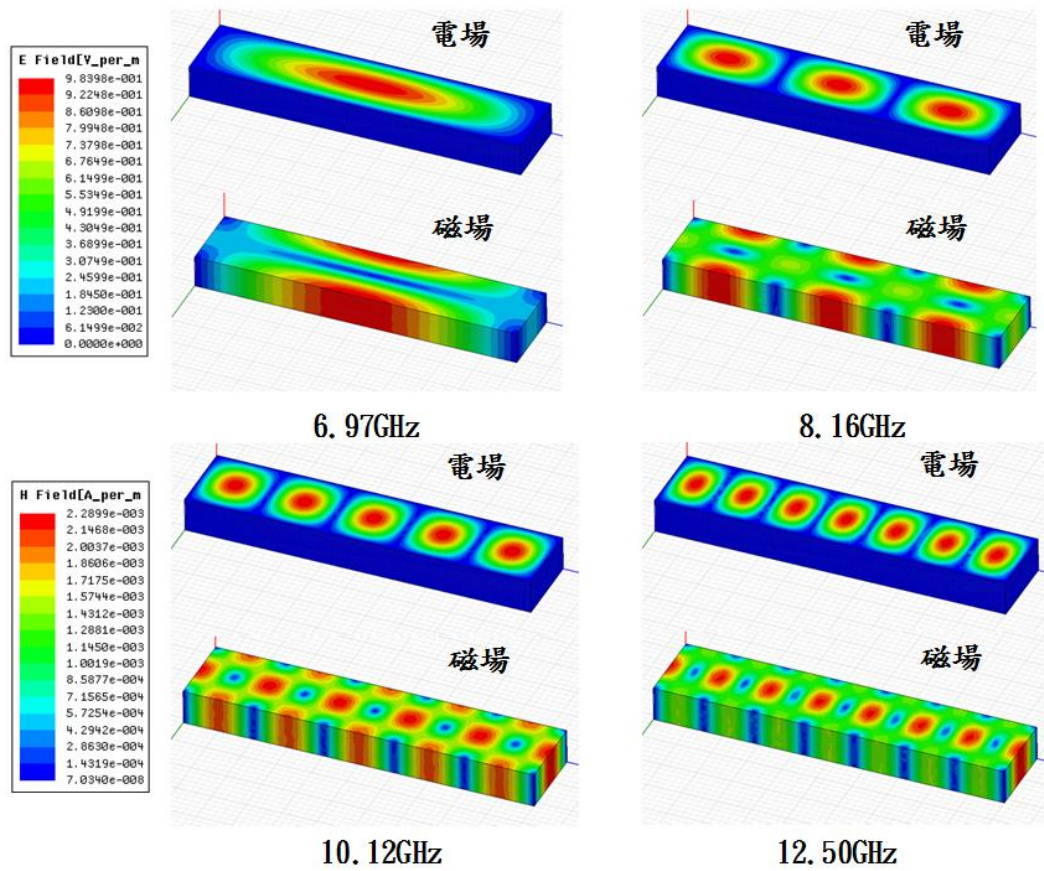 電場
電場
E Field[V_per_m
9.8398e-001
9.2248e-001
8.6098e-001
7.9948e-001
7.3798e-001
6.7649e-001
6.1499e-001
5.5349e-001
4.9199e-001
4.3049e-001
3.6899e-001
3.0749e-001
2.4599e-001
1.8450e-001
1.2300e-001
6.1499e-002
0.0000e+000
磁場
磁場
6.97GHz
8.16GHz
電場
電場
H Field[A_per_m
2.2899e-003
2.1468e-003
2.0037e-003
1.8606e-003
1.7175e-003
1.5744e-003
1.4312e-003
1.2881e-003
1.1450e-003
1.0019e-003
8.5877e-004
7.1565e-004
5.7254e-004
4.2942e-004
2.8630e-004
1.4319e-004
7.0340e-008
磁場
磁場
10.12GHz
12.50GHz